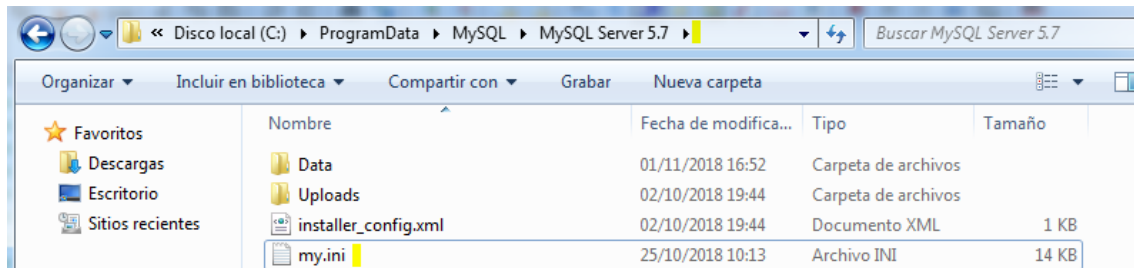 « Disco local (C:) ▸ ProgramData ▸ MySQL ▸ MySQL Server 5.7 ▸ Buscar MySQL Server 5.7
Organizar Incluir en biblioteca Compartir con Grabar Nueva carpeta
Favoritos
Descargas
Escritorio
Sitios recientes
Nombre Fecha de modifica... Tipo Tamaño
Data 01/11/2018 16:52 Carpeta de archivos
Uploads 02/10/2018 19:44 Carpeta de archivos
installer_config.xml 02/10/2018 19:44 Documento XML 1 KB
my.ini 25/10/2018 10:13 Archivo INI 14 KB